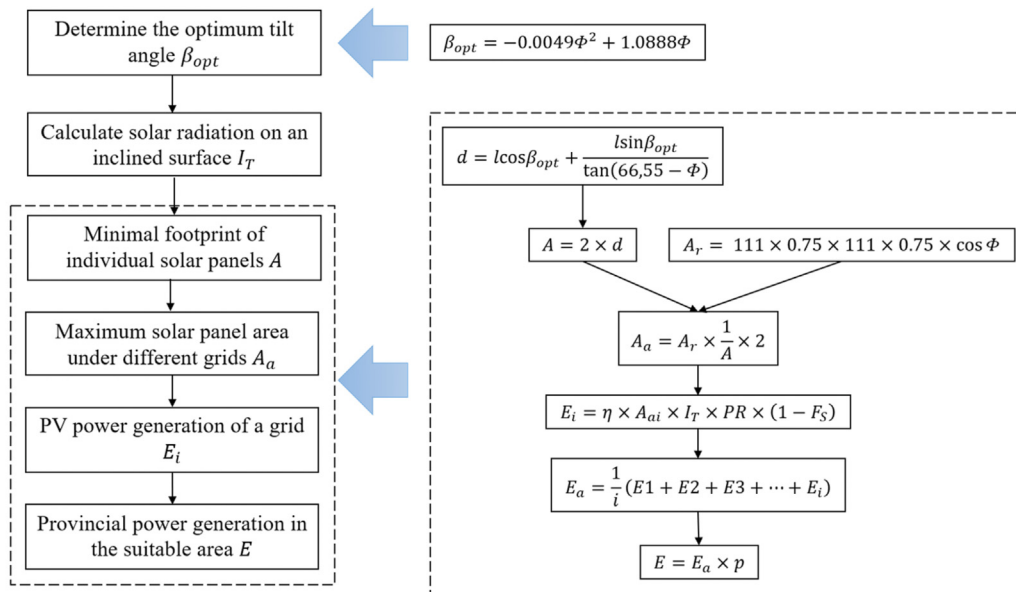 Determine the optimum tilt
angle β_opt
β_opt = −0.0049Φ² + 1.0888Φ
Calculate solar radiation on an
inclined surface I_T
Minimal footprint of
individual solar panels A
Maximum solar panel area
under different grids A_a
PV power generation of a grid
E_i
Provincial power generation in
the suitable area E
d = lcosβ_opt + lsinβ_opt / tan(66,55 − Φ)
A = 2 × d
A_r = 111 × 0.75 × 111 × 0.75 × cos Φ
A_a = A_r × 1/A × 2
E_i = η × A_ai × I_T × PR × (1 − F_S)
E_a = 1/i (E1 + E2 + E3 + ⋯ + E_i)
E = E_a × p